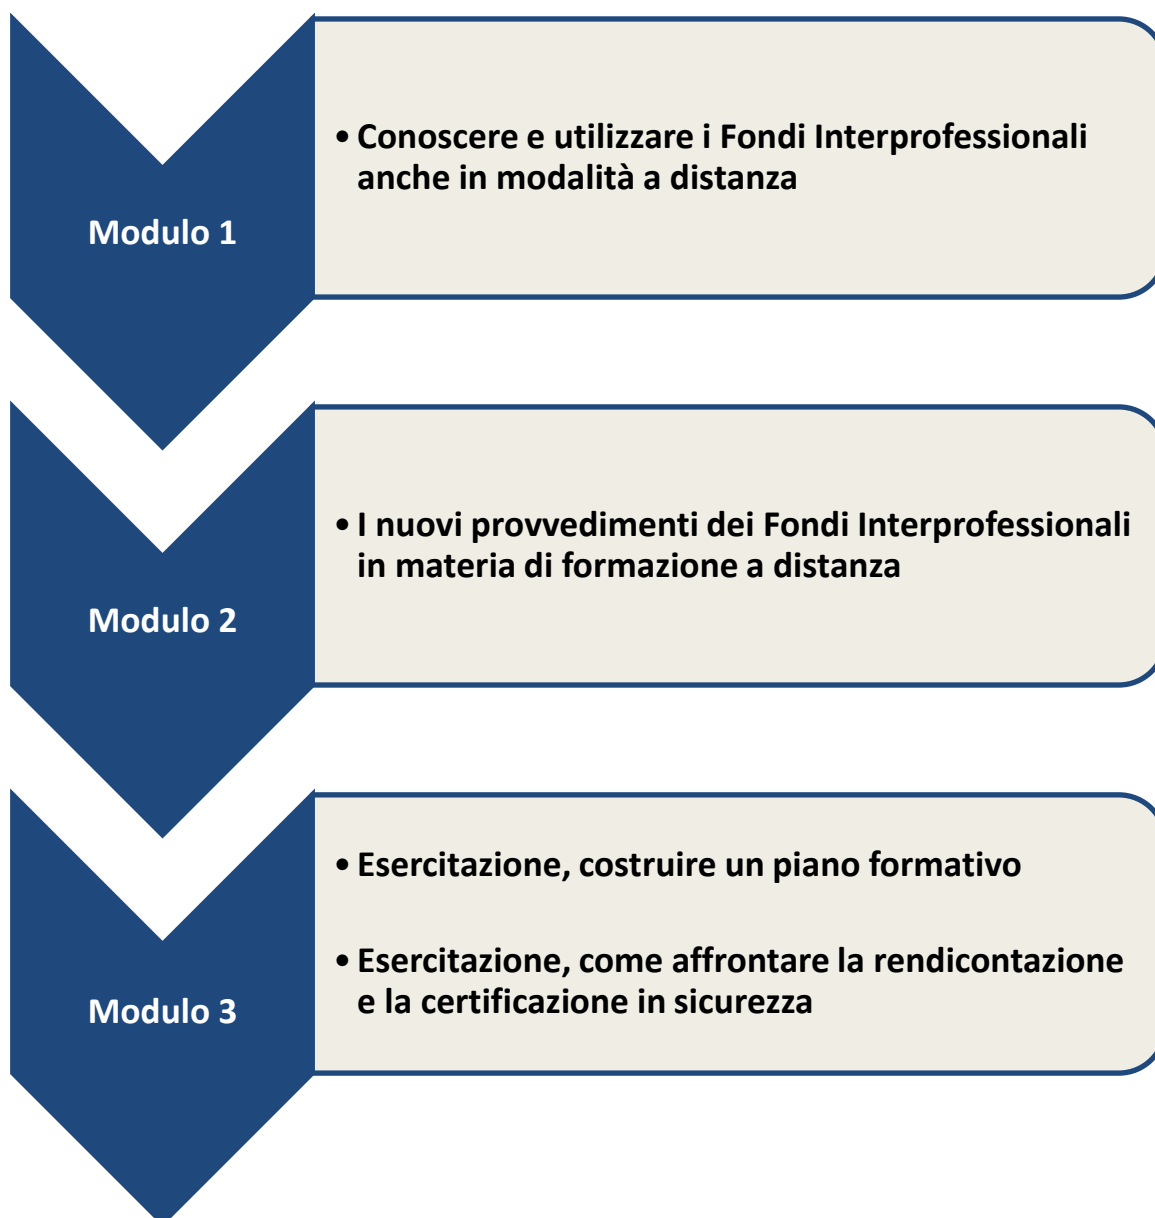 Modulo 1
• Conoscere e utilizzare i Fondi Interprofessionali
anche in modalità a distanza
Modulo 2
• I nuovi provvedimenti dei Fondi Interprofessionali
in materia di formazione a distanza
Modulo 3
• Esercitazione, costruire un piano formativo
• Esercitazione, come affrontare la rendicontazione
e la certificazione in sicurezza